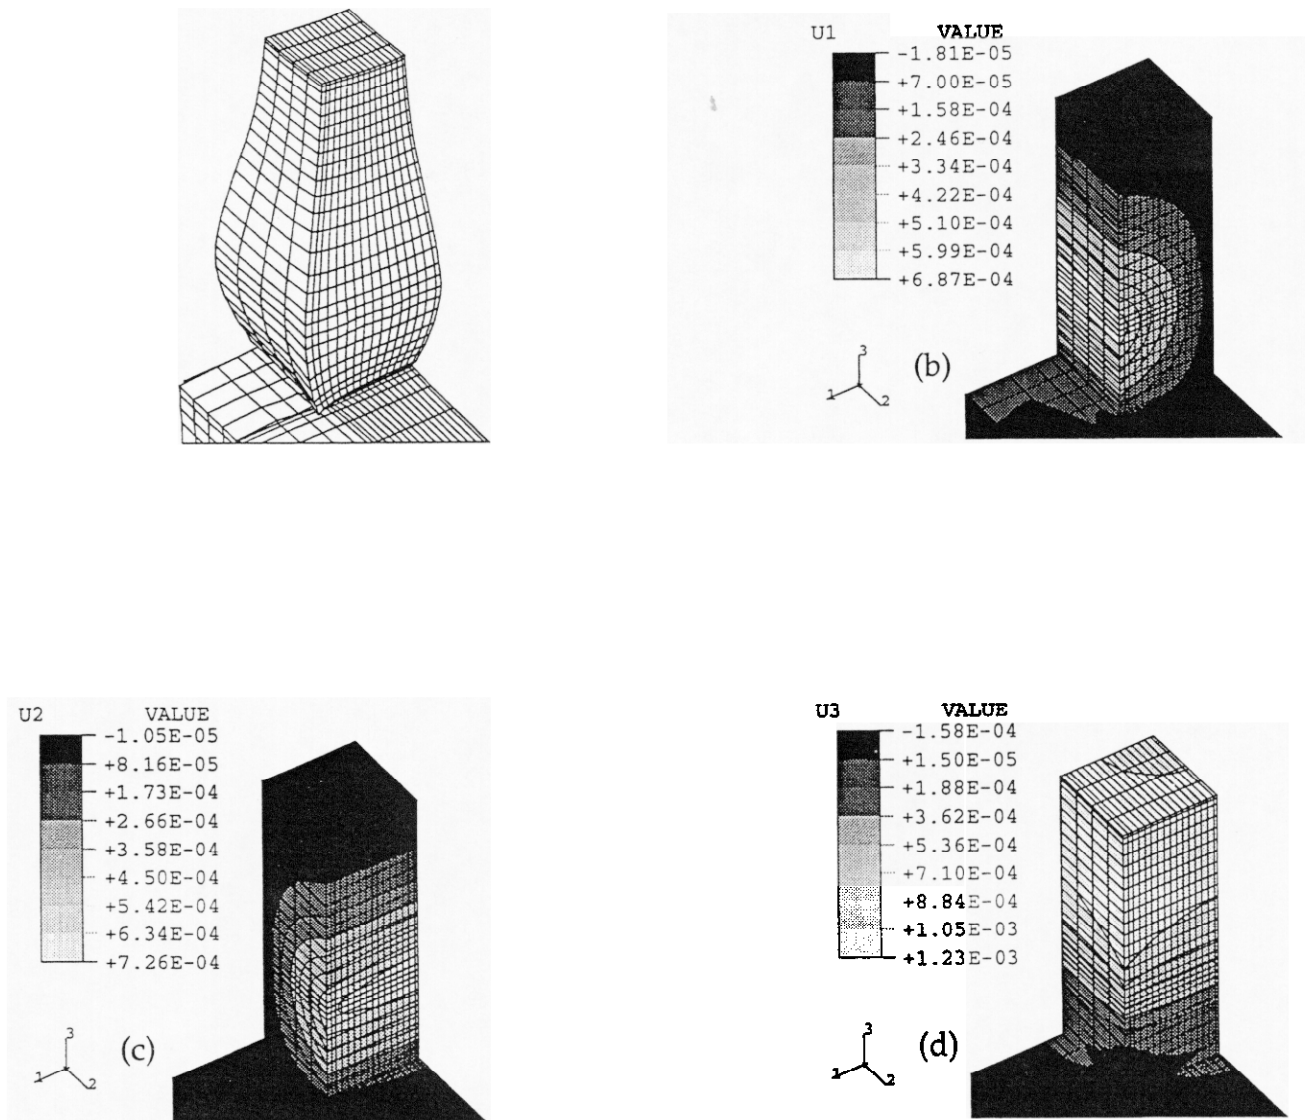 U1 VALUE
-1.81E-05
+7.00E-05
+1.58E-04
+2.46E-04
+3.34E-04
+4.22E-04
+5.10E-04
+5.99E-04
+6.87E-04
3
1
2
(b)
U2 VALUE
-1.05E-05
+8.16E-05
+1.73E-04
+2.66E-04
+3.58E-04
+4.50E-04
+5.42E-04
+6.34E-04
+7.26E-04
3
1
2
(c)
U3 VALUE
-1.58E-04
+1.50E-05
+1.88E-04
+3.62E-04
+5.36E-04
+7.10E-04
+8.84E-04
+1.05E-03
+1.23E-03
3
1
2
(d)